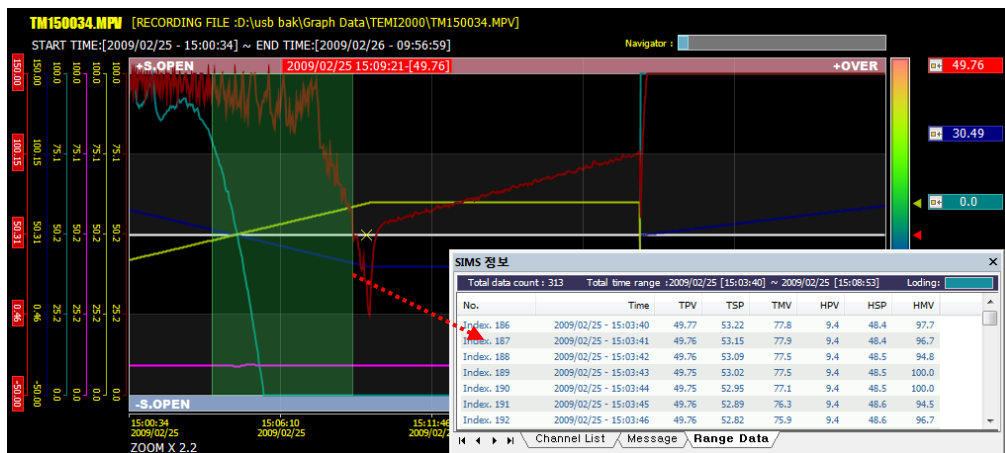 TM150034.MPV [RECORDING FILE :D:\usb bak\Graph Data\TEMI2000\TM150034.MPV]
START TIME:[2009/02/25 - 15:00:34] ~ END TIME:[2009/02/26 - 09:56:59]
Navigator :
+S.OPEN 2009/02/25 15:09:21-[49.76] +OVER
150.00 150.00 100.0 100.0 100.0 100.0
100.15 100.15 75.1 75.1 75.1 75.1
50.31 50.31 50.2 50.2 50.2 50.2
0.46 0.46 25.2 25.2 25.2 25.2
-50.00 -50.00 0.0 0.0 0.0 0.0
49.76
30.49
0.0
-S.OPEN
15:00:34 15:06:10 15:11:46
2009/02/25 2009/02/25
ZOOM X 2.2
SIMS 정보 ×
Total data count : 313 Total time range :2009/02/25 [15:03:40] ~ 2009/02/25 [15:08:53] Loding:
No. Time TPV TSP TMV HPV HSP HMV
Index. 186 2009/02/25 - 15:03:40 49.77 53.22 77.8 9.4 48.4 97.7
Index. 187 2009/02/25 - 15:03:41 49.76 53.15 77.9 9.4 48.4 96.7
Index. 188 2009/02/25 - 15:03:42 49.76 53.09 77.5 9.4 48.5 94.8
Index. 189 2009/02/25 - 15:03:43 49.75 53.02 77.5 9.4 48.5 100.0
Index. 190 2009/02/25 - 15:03:44 49.75 52.95 77.1 9.4 48.5 100.0
Index. 191 2009/02/25 - 15:03:45 49.76 52.89 76.3 9.4 48.6 94.5
Index. 192 2009/02/25 - 15:03:46 49.76 52.82 75.9 9.4 48.6 96.7
Channel List Message Range Data